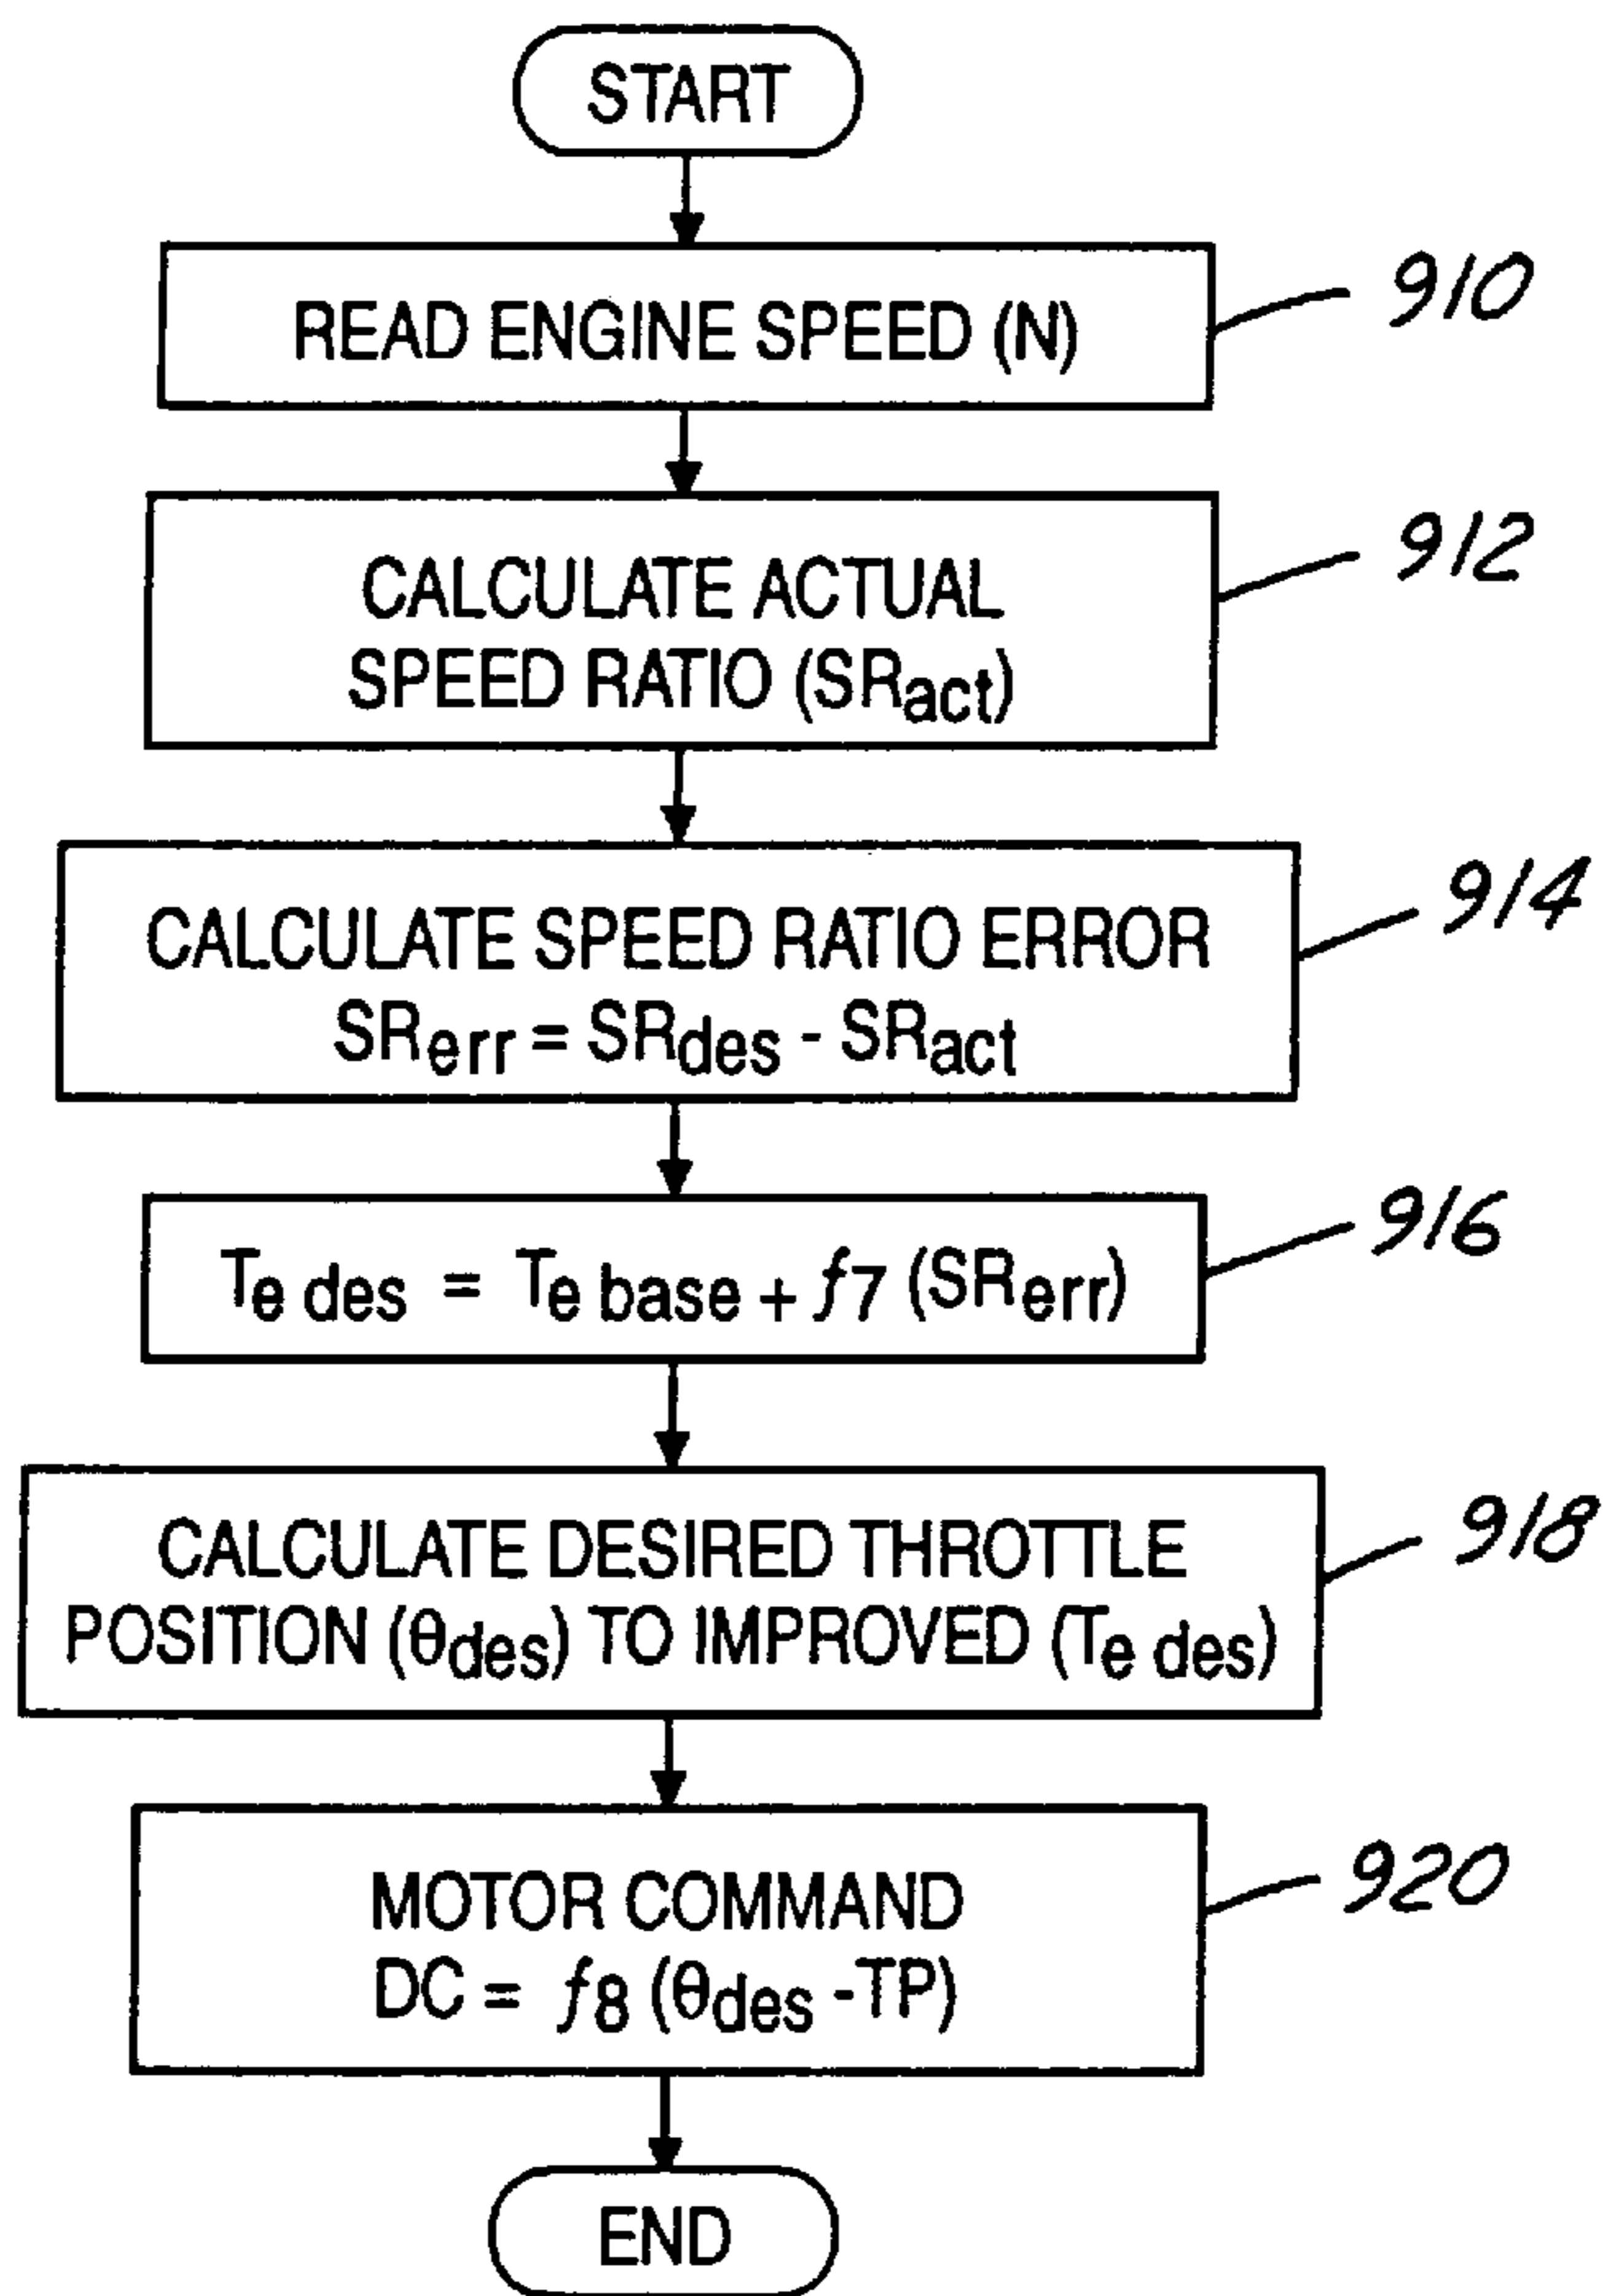 START
READ ENGINE SPEED (N)
910
CALCULATE ACTUAL
SPEED RATIO (SRact)
912
CALCULATE SPEED RATIO ERROR
SRerr = SRdes - SRact
914
Te des = Te base + f7 (SRerr)
916
CALCULATE DESIRED THROTTLE
POSITION (θdes) TO IMPROVED (Te des)
918
MOTOR COMMAND
DC = f8 (θdes -TP)
920
END